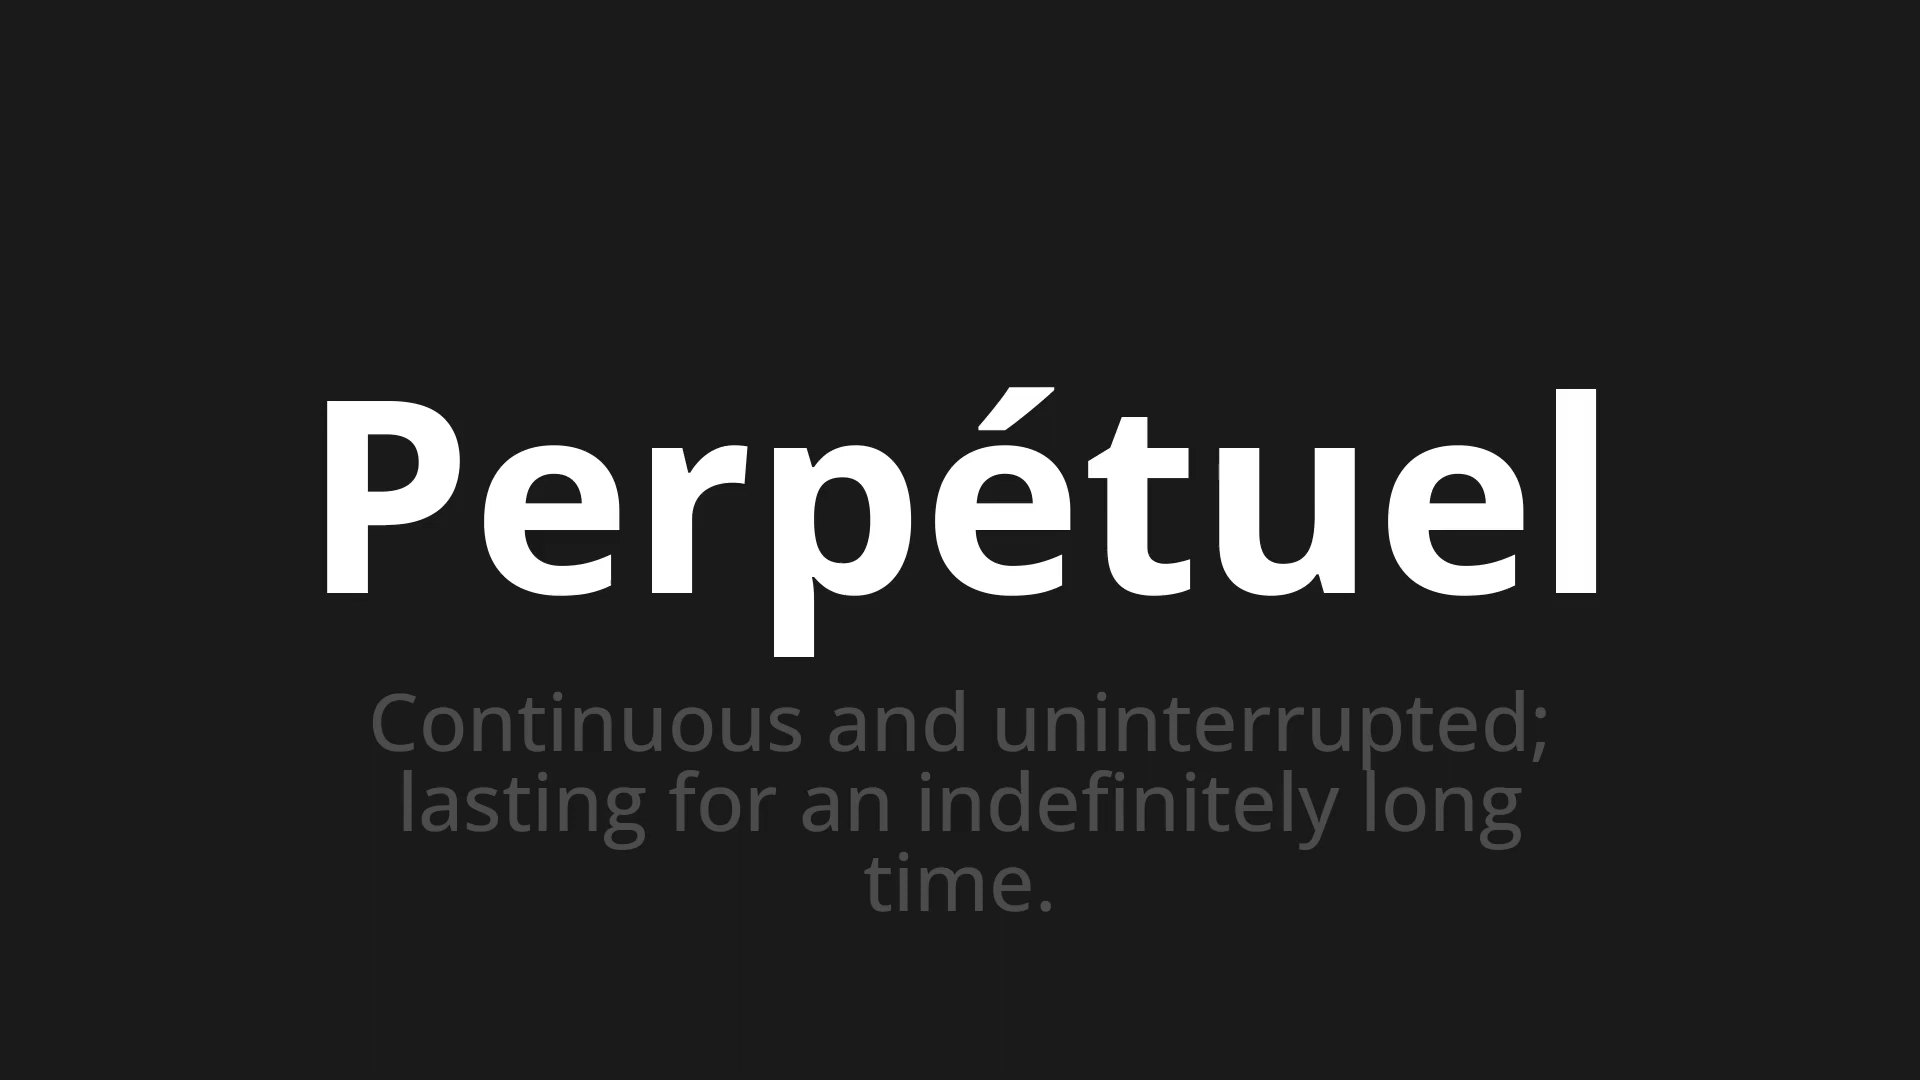 Perpétuel
Continuous and uninterrupted;
lasting for an indefinitely long
time.